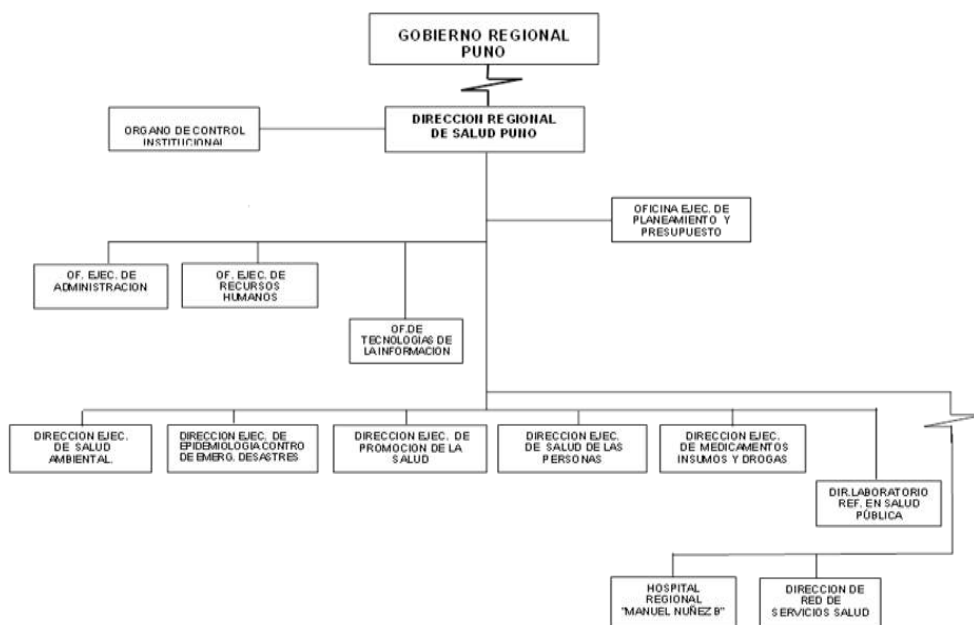 GOBIERNO REGIONAL
PUNO
DIRECCION REGIONAL
DE SALUD PUNO
ORGANO DE CONTROL
INSTITUCIONAL
OFICINA EJEC. DE
PLANEAMIENTO Y
PRESUPUESTO
OF. EJEC. DE
ADMINISTRACION
OF. EJEC. DE
RECURSOS
HUMANOS
OF.DE
TECNOLOGIAS DE
LA INFORMACION
DIRECCION EJEC.
DE SALUD
AMBIENTAL.
DIRECCION EJEC. DE
EPIDEMIOLOGIA CONTRO
DE EMERG. DESASTRES
DIRECCION EJEC. DE
PROMOCION DE LA
SALUD
DIRECCION EJEC.
DE SALUD DE LAS
PERSONAS
DIRECCION EJEC.
DE MEDICAMENTOS
INSUMOS Y DROGAS
DIR.LABORATORIO
REF. EN SALUD
PÚBLICA
HOSPITAL
REGIONAL
"MANUEL NUÑEZ B"
DIRECCION DE
RED DE
SERVICIOS SALUD